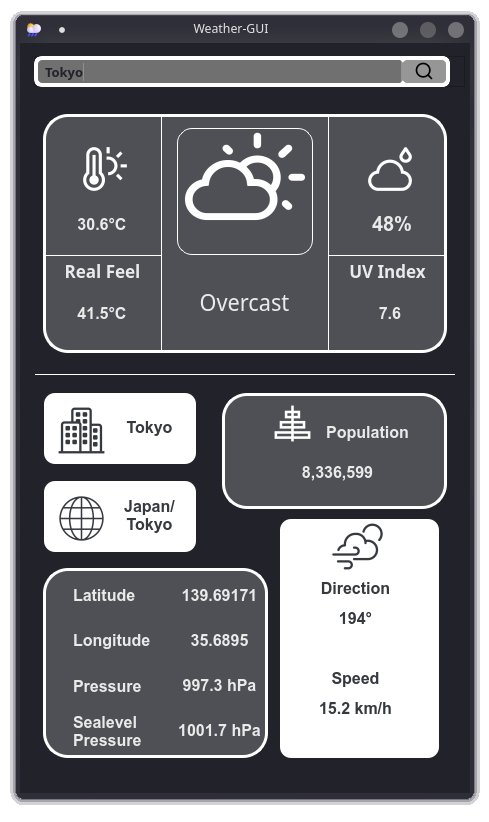 Weather-GUI
Tokyo
30.6°C
Real Feel
41.5°C
Overcast
48%
UV Index
7.6
Tokyo
Japan/
Tokyo
Population
8,336,599
Latitude 139.69171
Longitude 35.6895
Pressure 997.3 hPa
Sealevel
Pressure 1001.7 hPa
Direction
194°
Speed
15.2 km/h